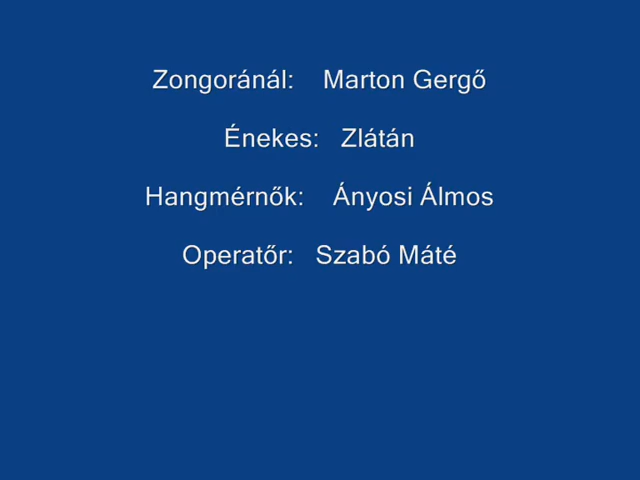 Zongoránál: Marton Gergő
Énekes: Zlátán
Hangmérnők: Ányosi Álmos
Operatőr: Szabó Máté